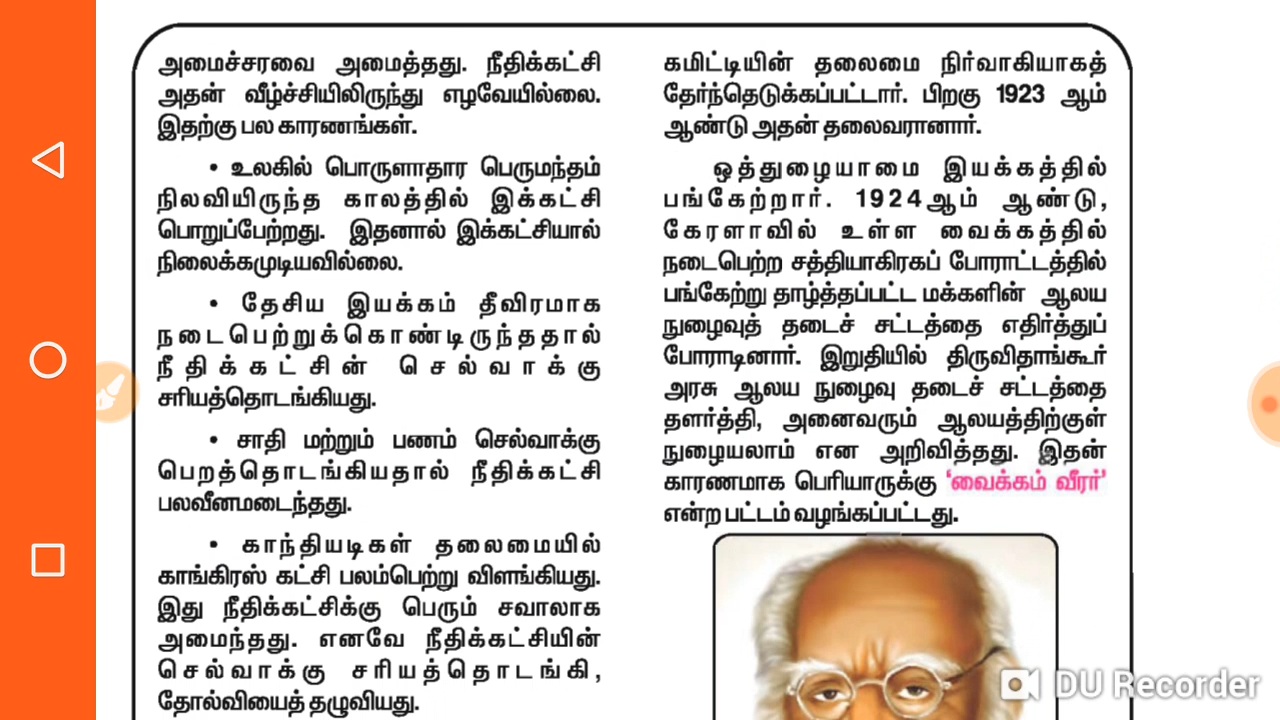 அமைச்சரவை அமைத்தது. நீதிக்கட்சி
அதன் வீழ்ச்சியிலிருந்து எழவேயில்லை.
இதற்கு பல காரணங்கள்.
• உலகில் பொருளாதார பெருமந்தம்
நிலவியிருந்த காலத்தில் இக்கட்சி
பொறுப்பேற்றது. இதனால் இக்கட்சியால்
நிலைக்கமுடியவில்லை.
• தேசிய இயக்கம் தீவிரமாக
நடைபெற்றுக்கொண்டிருந்ததால்
நீதிக்கட்சின் செல்வாக்கு
சரியத்தொடங்கியது.
• சாதி மற்றும் பணம் செல்வாக்கு
பெறத்தொடங்கியதால் நீதிக்கட்சி
பலவீனமடைந்தது.
• காந்தியடிகள் தலைமையில்
காங்கிரஸ் கட்சி பலம்பெற்று விளங்கியது.
இது நீதிக்கட்சிக்கு பெரும் சவாலாக
அமைந்தது. எனவே நீதிக்கட்சியின்
செல்வாக்கு சரியத்தொடங்கி,
தோல்வியைத் தழுவியது.
கமிட்டியின் தலைமை நிர்வாகியாகத்
தேர்ந்தெடுக்கப்பட்டார். பிறகு 1923 ஆம்
ஆண்டு அதன் தலைவரானார்.
ஒத்துழையாமை இயக்கத்தில்
பங்கேற்றார். 1924ஆம் ஆண்டு,
கேரளாவில் உள்ள வைக்கத்தில்
நடைபெற்ற சத்தியாகிரகப் போராட்டத்தில்
பங்கேற்று தாழ்த்தப்பட்ட மக்களின் ஆலய
நுழைவுத் தடைச் சட்டத்தை எதிர்த்துப்
போராடினார். இறுதியில் திருவிதாங்கூர்
அரசு ஆலய நுழைவு தடைச் சட்டத்தை
தளர்த்தி, அனைவரும் ஆலயத்திற்குள்
நுழையலாம் என அறிவித்தது. இதன்
காரணமாக பெரியாருக்கு 'வைக்கம் வீரர்'
என்ற பட்டம் வழங்கப்பட்டது.
DU Recorder